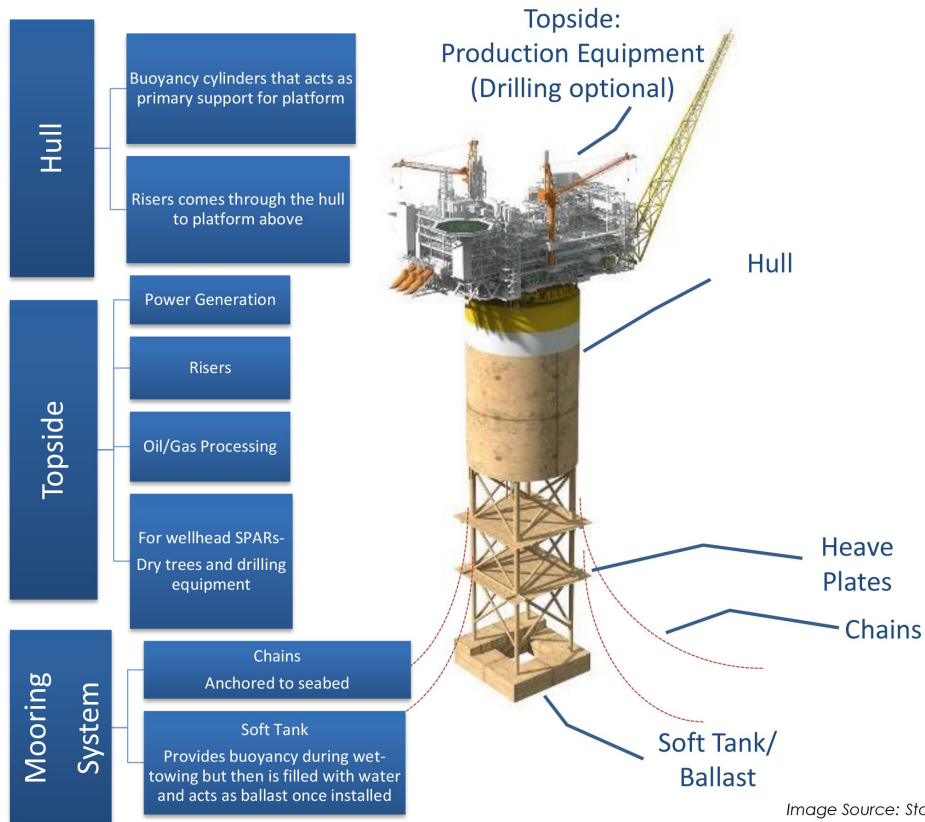 Topside:
Production Equipment
(Drilling optional)
Hull
Buoyancy cylinders that acts as
primary support for platform
Risers comes through the hull
to platform above
Hull
Topside
Power Generation
Risers
Oil/Gas Processing
For wellhead SPARs-
Dry trees and drilling
equipment
Heave
Plates
Chains
Mooring
System
Chains
Anchored to seabed
Soft Tank
Provides buoyancy during wet-
towing but then is filled with water
and acts as ballast once installed
Soft Tank/
Ballast
Image Source: